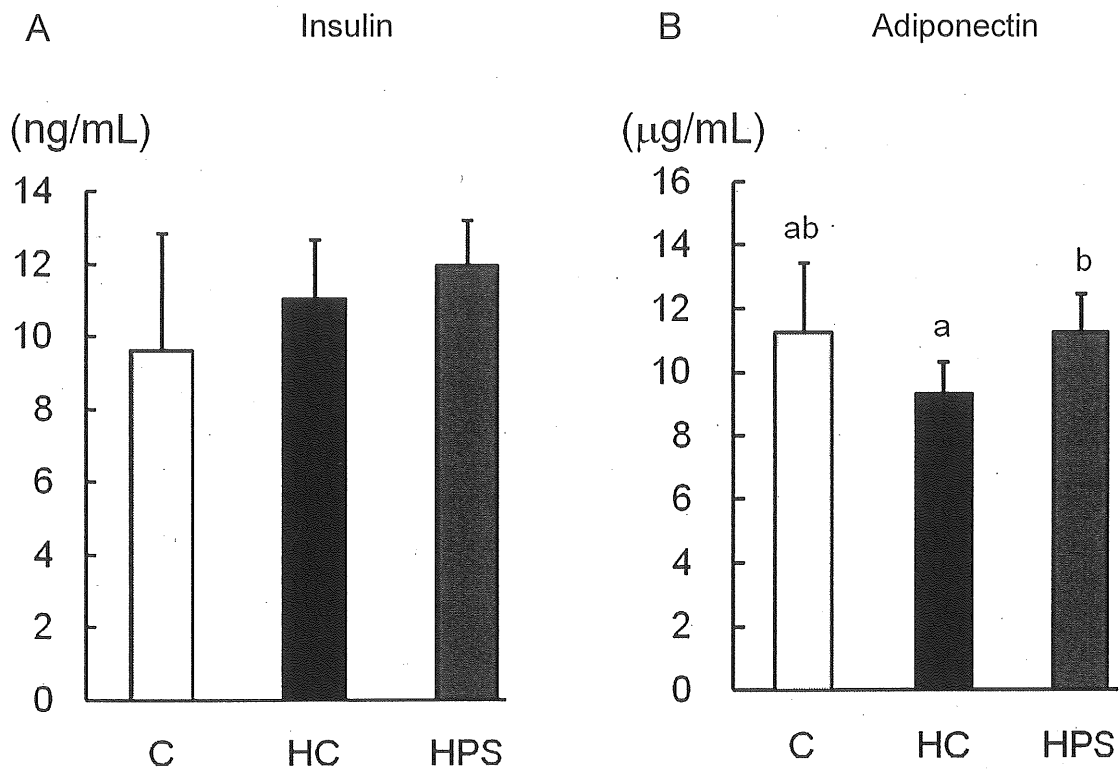 A Insulin
(ng/mL)
14
12
10
8
6
4
2
0
C HC HPS
B Adiponectin
(μg/mL)
16
14
12
10
8
6
4
2
0
ab
a
b
C HC HPS